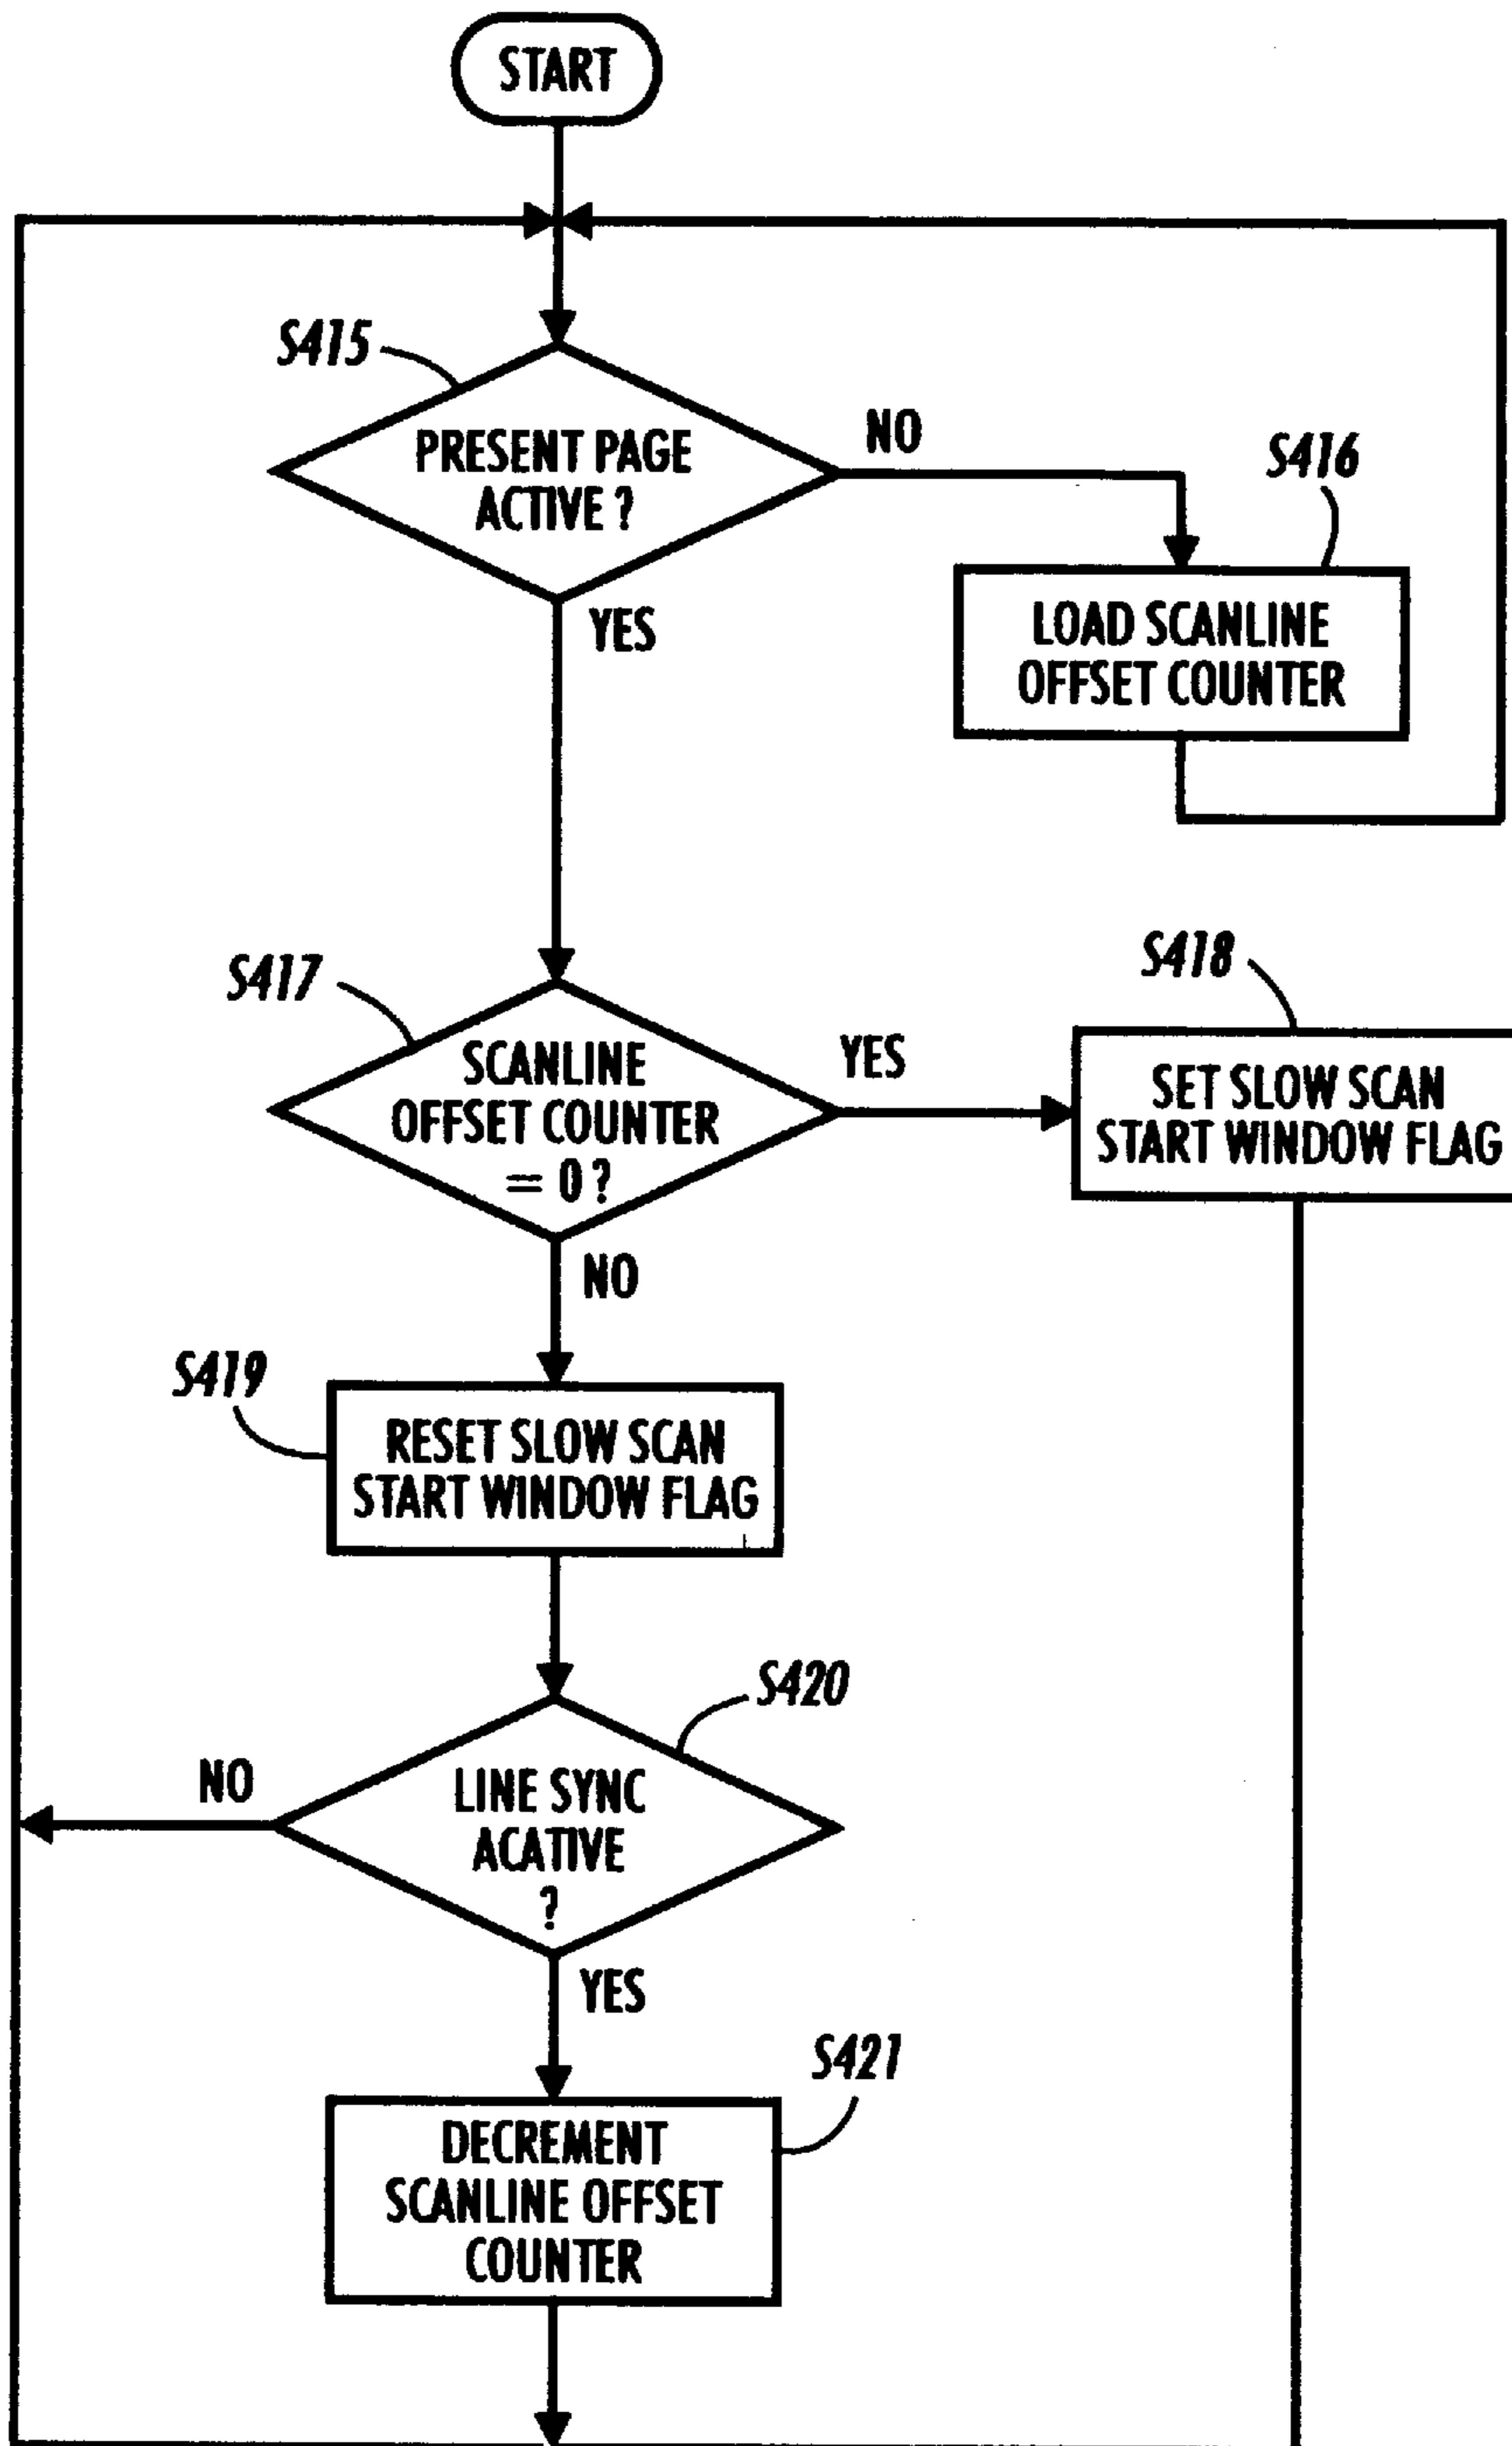 START
S415
PRESENT PAGE
ACTIVE ?
NO
YES
S416
LOAD SCANLINE
OFFSET COUNTER
S417
SCANLINE
OFFSET COUNTER
= 0 ?
YES
NO
S418
SET SLOW SCAN
START WINDOW FLAG
S419
RESET SLOW SCAN
START WINDOW FLAG
S420
LINE SYNC
ACATIVE
?
NO
YES
S421
DECREMENT
SCANLINE OFFSET
COUNTER